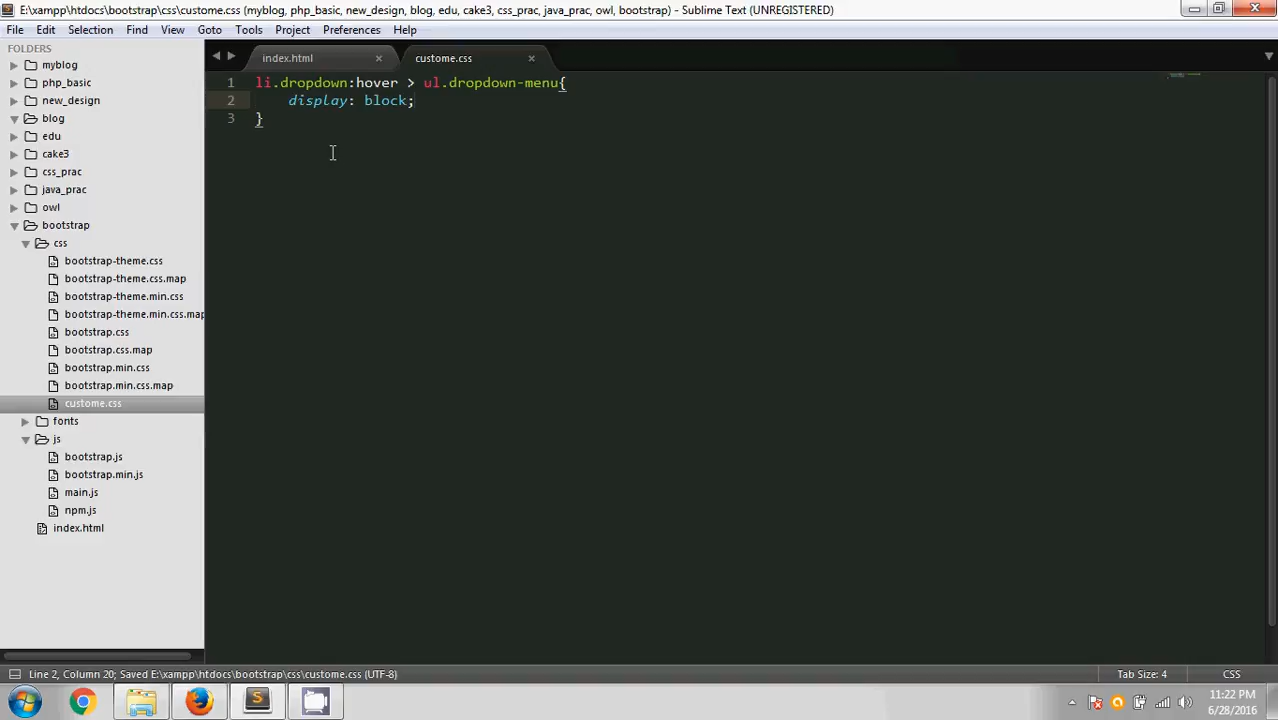 E:\xampp\htdocs\bootstrap\css\custome.css (myblog, php_basic, new_design, blog, edu, cake3, css_prac, java_prac, owl, bootstrap) - Sublime Text (UNREGISTERED)
File Edit Selection Find View Goto Tools Project Preferences Help
FOLDERS
myblog
php_basic
new_design
blog
edu
cake3
css_prac
java_prac
owl
bootstrap
css
bootstrap-theme.css
bootstrap-theme.css.map
bootstrap-theme.min.css
bootstrap-theme.min.css.map
bootstrap.css
bootstrap.css.map
bootstrap.min.css
bootstrap.min.css.map
custome.css
fonts
js
bootstrap.js
bootstrap.min.js
main.js
npm.js
index.html
index.html × custome.css ×
1 li.dropdown:hover > ul.dropdown-menu{
2 display: block;
3 }
Line 2, Column 20; Saved E:\xampp\htdocs\bootstrap\css\custome.css (UTF-8) Tab Size: 4 CSS
11:22 PM
6/28/2016